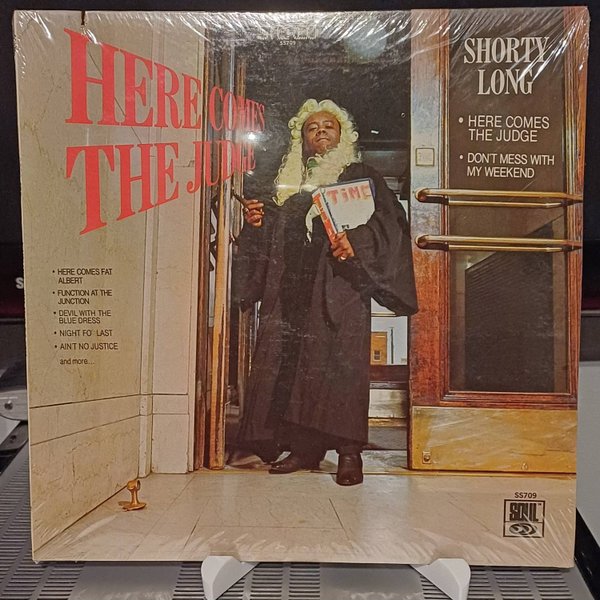 STEREO
SS709
HERE COMES
THE JUDGE
SHORTY
LONG
• HERE COMES
THE JUDGE
• DON'T MESS WITH
MY WEEKEND
TIME
• HERE COMES FAT
ALBERT
• FUNCTION AT THE
JUNCTION
• DEVIL WITH THE
BLUE DRESS
• NIGHT FO' LAST
• AIN'T NO JUSTICE
and more...
SS709
SOUL